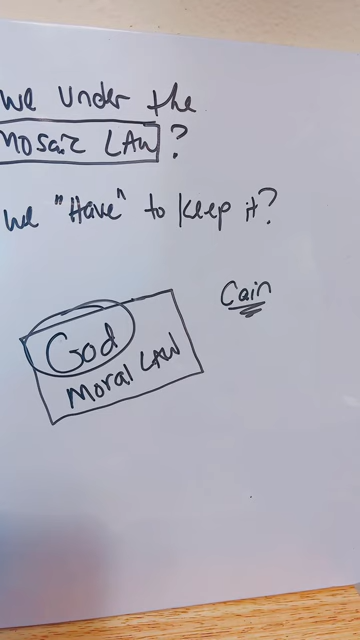 we under the
Mosaic LAW?
we "Have" to keep it?
Cain
God
Moral LAW